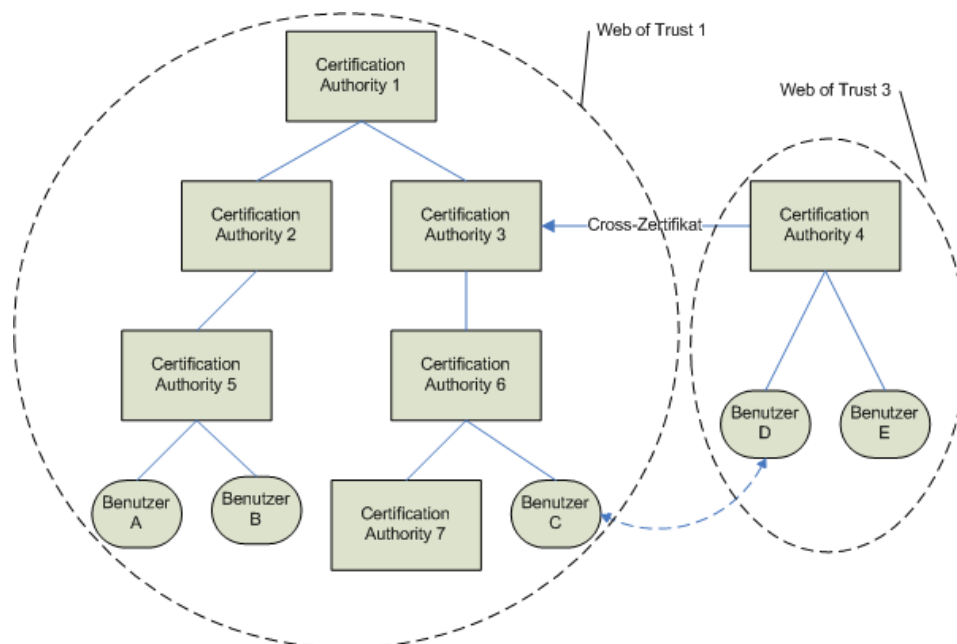 Web of Trust 1
Certification
Authority 1
Web of Trust 3
Certification
Authority 2
Certification
Authority 3
Cross-Zertifikat
Certification
Authority 4
Certification
Authority 5
Certification
Authority 6
Benutzer
D
Benutzer
E
Benutzer
A
Benutzer
B
Certification
Authority 7
Benutzer
C